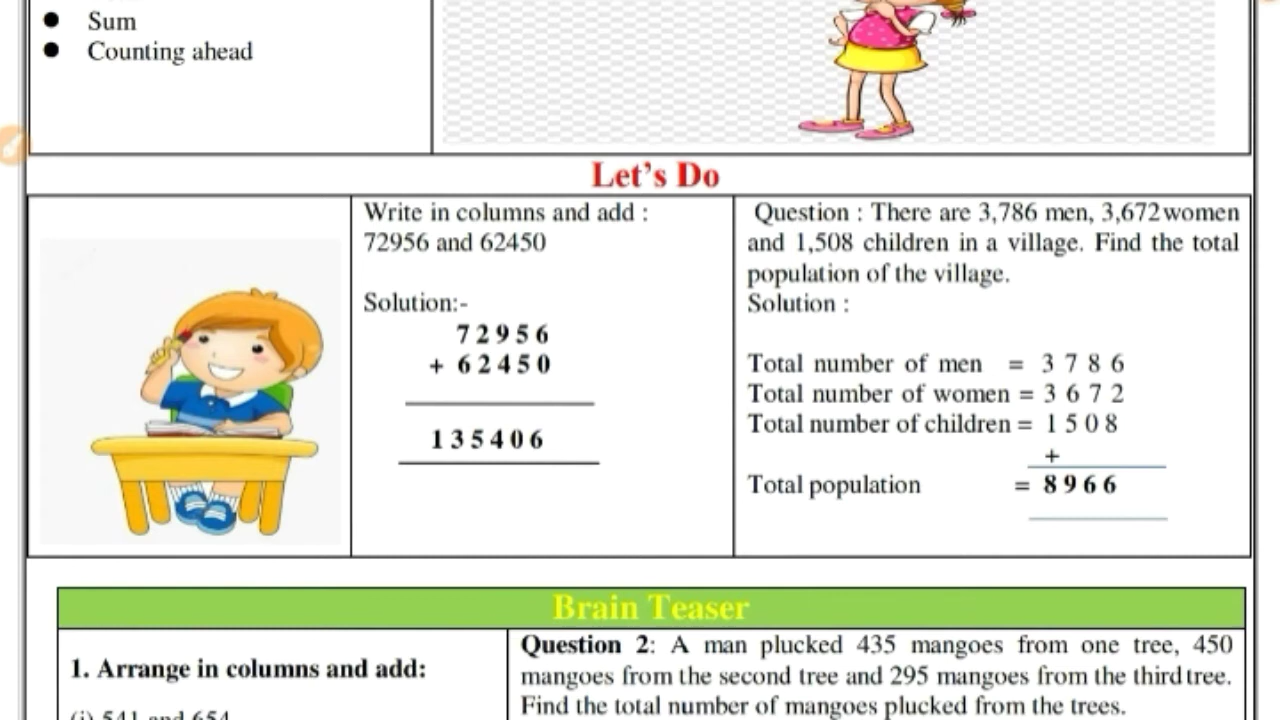 ● Sum
● Counting ahead
Let's Do
Write in columns and add :
72956 and 62450
Solution:-
7 2 9 5 6
+ 6 2 4 5 0
1 3 5 4 0 6
Question : There are 3,786 men, 3,672 women
and 1,508 children in a village. Find the total
population of the village.
Solution :
Total number of men = 3 7 8 6
Total number of women = 3 6 7 2
Total number of children = 1 5 0 8
+
Total population = 8 9 6 6
Brain Teaser
1. Arrange in columns and add:
(i) 541 and 654
Question 2: A man plucked 435 mangoes from one tree, 450
mangoes from the second tree and 295 mangoes from the third tree.
Find the total number of mangoes plucked from the trees.